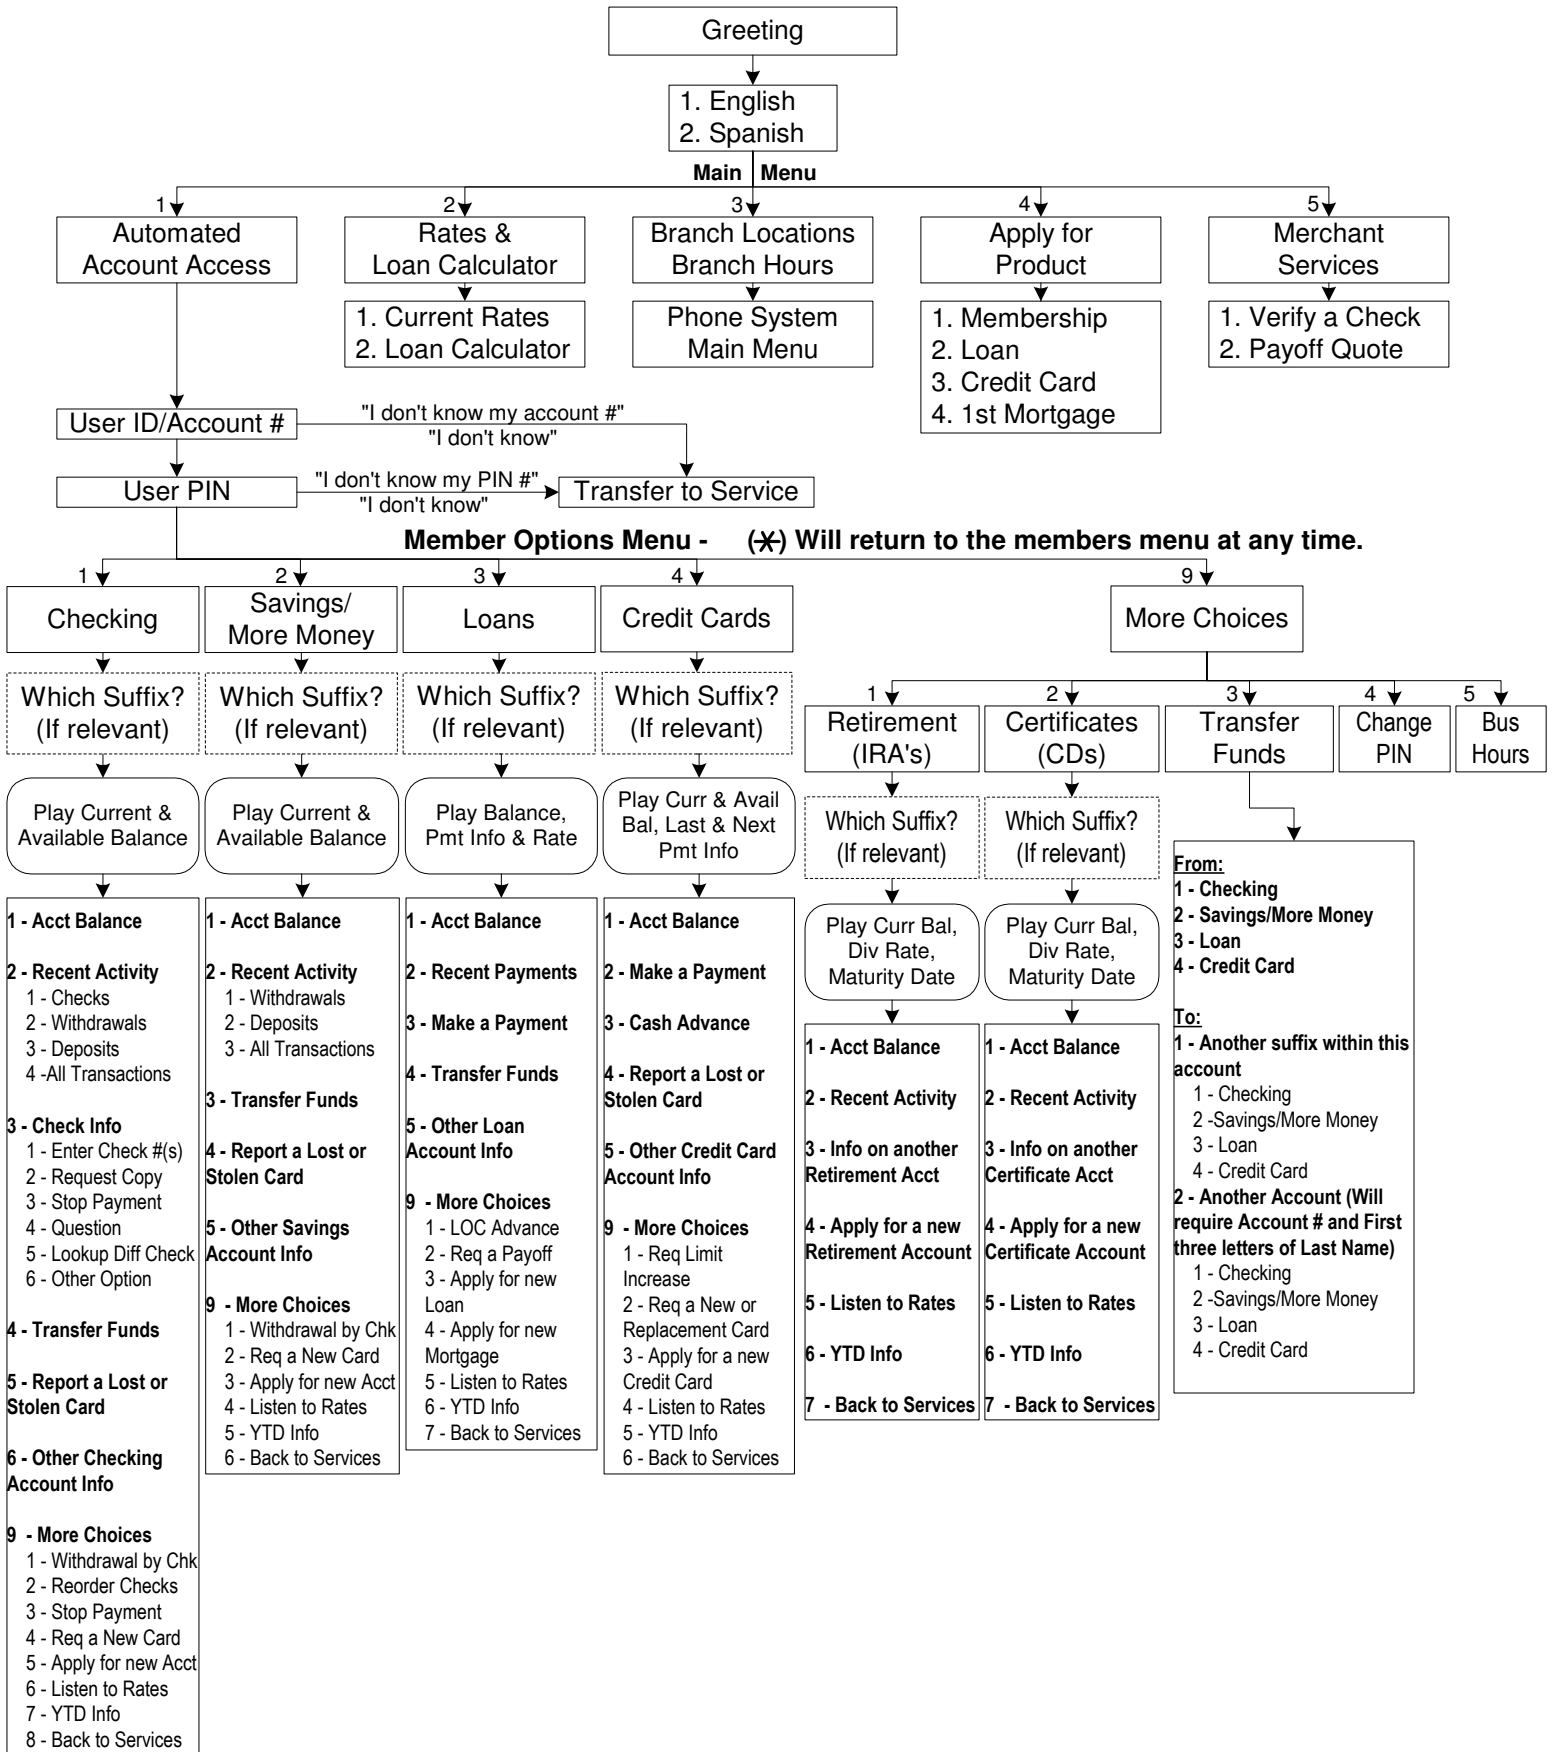 Greeting
1. English
2. Spanish
Main Menu
1
Automated
Account Access
2
Rates &
Loan Calculator
3
Branch Locations
Branch Hours
4
Apply for
Product
5
Merchant
Services
1. Current Rates
2. Loan Calculator
Phone System
Main Menu
1. Membership
2. Loan
3. Credit Card
4. 1st Mortgage
1. Verify a Check
2. Payoff Quote
User ID/Account #
"I don't know my account #"
"I don't know"
User PIN
"I don't know my PIN #"
"I don't know"
Transfer to Service
Member Options Menu - (*) Will return to the members menu at any time.
1
Checking
2
Savings/
More Money
3
Loans
4
Credit Cards
9
More Choices
Which Suffix?
(If relevant)
Which Suffix?
(If relevant)
Which Suffix?
(If relevant)
Which Suffix?
(If relevant)
1
Retirement
(IRA's)
2
Certificates
(CDs)
3
Transfer
Funds
4
Change
PIN
5
Bus
Hours
Play Current &
Available Balance
Play Current &
Available Balance
Play Balance,
Pmt Info & Rate
Play Curr & Avail
Bal, Last & Next
Pmt Info
Which Suffix?
(If relevant)
Which Suffix?
(If relevant)
Play Curr Bal,
Div Rate,
Maturity Date
Play Curr Bal,
Div Rate,
Maturity Date
1 - Acct Balance
2 - Recent Activity
1 - Checks
2 - Withdrawals
3 - Deposits
4 -All Transactions
3 - Check Info
1 - Enter Check #(s)
2 - Request Copy
3 - Stop Payment
4 - Question
5 - Lookup Diff Check
6 - Other Option
4 - Transfer Funds
5 - Report a Lost or
Stolen Card
6 - Other Checking
Account Info
9 - More Choices
1 - Withdrawal by Chk
2 - Reorder Checks
3 - Stop Payment
4 - Req a New Card
5 - Apply for new Acct
6 - Listen to Rates
7 - YTD Info
8 - Back to Services
1 - Acct Balance
2 - Recent Activity
1 - Withdrawals
2 - Deposits
3 - All Transactions
3 - Transfer Funds
4 - Report a Lost or
Stolen Card
5 - Other Savings
Account Info
9 - More Choices
1 - Withdrawal by Chk
2 - Req a New Card
3 - Apply for new Acct
4 - Listen to Rates
5 - YTD Info
6 - Back to Services
1 - Acct Balance
2 - Recent Payments
3 - Make a Payment
4 - Transfer Funds
5 - Other Loan
Account Info
9 - More Choices
1 - LOC Advance
2 - Req a Payoff
3 - Apply for new
Loan
4 - Apply for new
Mortgage
5 - Listen to Rates
6 - YTD Info
7 - Back to Services
1 - Acct Balance
2 - Make a Payment
3 - Cash Advance
4 - Report a Lost or
Stolen Card
5 - Other Credit Card
Account Info
9 - More Choices
1 - Req Limit
Increase
2 - Req a New or
Replacement Card
3 - Apply for a new
Credit Card
4 - Listen to Rates
5 - YTD Info
6 - Back to Services
1 - Acct Balance
2 - Recent Activity
3 - Info on another
Retirement Acct
4 - Apply for a new
Retirement Account
5 - Listen to Rates
6 - YTD Info
7 - Back to Services
1 - Acct Balance
2 - Recent Activity
3 - Info on another
Certificate Acct
4 - Apply for a new
Certificate Account
5 - Listen to Rates
6 - YTD Info
7 - Back to Services
From:
1 - Checking
2 - Savings/More Money
3 - Loan
4 - Credit Card
To:
1 - Another suffix within this
account
1 - Checking
2 -Savings/More Money
3 - Loan
4 - Credit Card
2 - Another Account (Will
require Account # and First
three letters of Last Name)
1 - Checking
2 -Savings/More Money
3 - Loan
4 - Credit Card